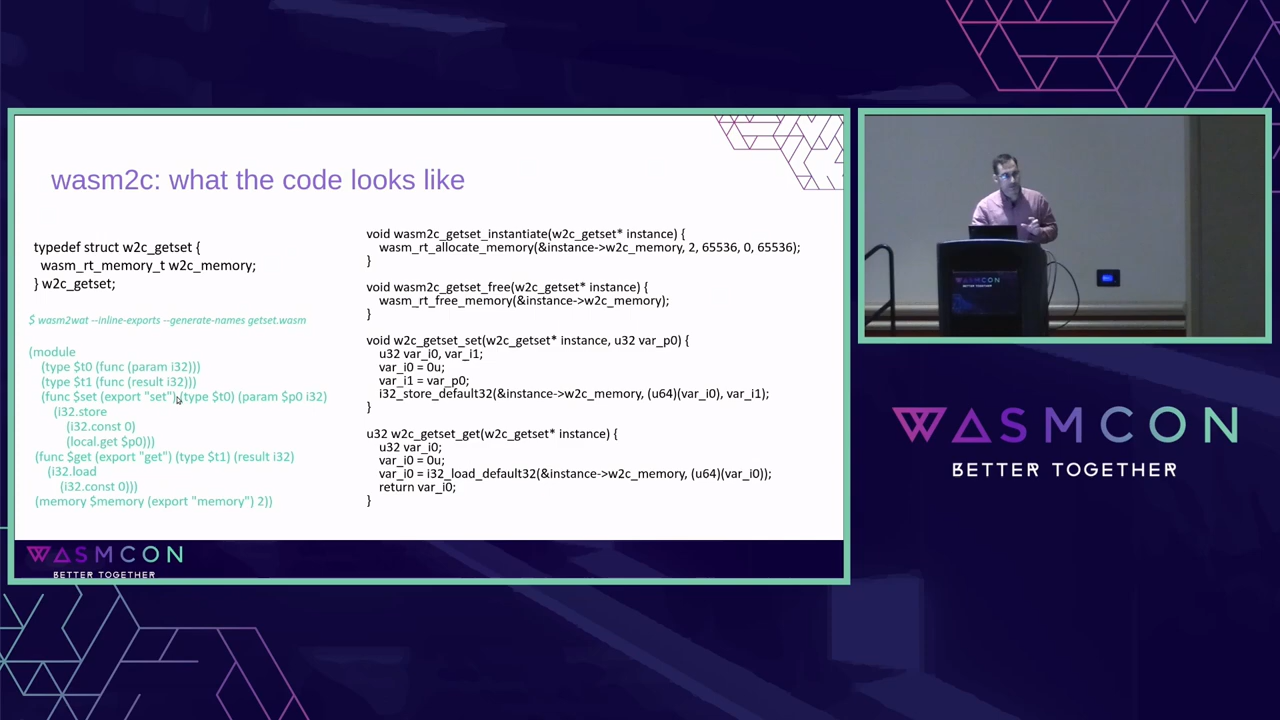 wasm2c: what the code looks like
typedef struct w2c_getset {
wasm_rt_memory_t w2c_memory;
} w2c_getset;
$ wasm2wat --inline-exports --generate-names getset.wasm
(module
(type $t0 (func (param i32)))
(type $t1 (func (result i32)))
(func $set (export "set") (type $t0) (param $p0 i32)
(i32.store
(i32.const 0)
(local.get $p0)))
(func $get (export "get") (type $t1) (result i32)
(i32.load
(i32.const 0)))
(memory $memory (export "memory") 2))
void wasm2c_getset_instantiate(w2c_getset* instance) {
wasm_rt_allocate_memory(&instance->w2c_memory, 2, 65536, 0, 65536);
}
void wasm2c_getset_free(w2c_getset* instance) {
wasm_rt_free_memory(&instance->w2c_memory);
}
void w2c_getset_set(w2c_getset* instance, u32 var_p0) {
u32 var_i0, var_i1;
var_i0 = 0u;
var_i1 = var_p0;
i32_store_default32(&instance->w2c_memory, (u64)(var_i0), var_i1);
}
u32 w2c_getset_get(w2c_getset* instance) {
u32 var_i0;
var_i0 = 0u;
var_i0 = i32_load_default32(&instance->w2c_memory, (u64)(var_i0));
return var_i0;
}
WASMCON
BETTER TOGETHER
WASMCON
BETTER TOGETHER